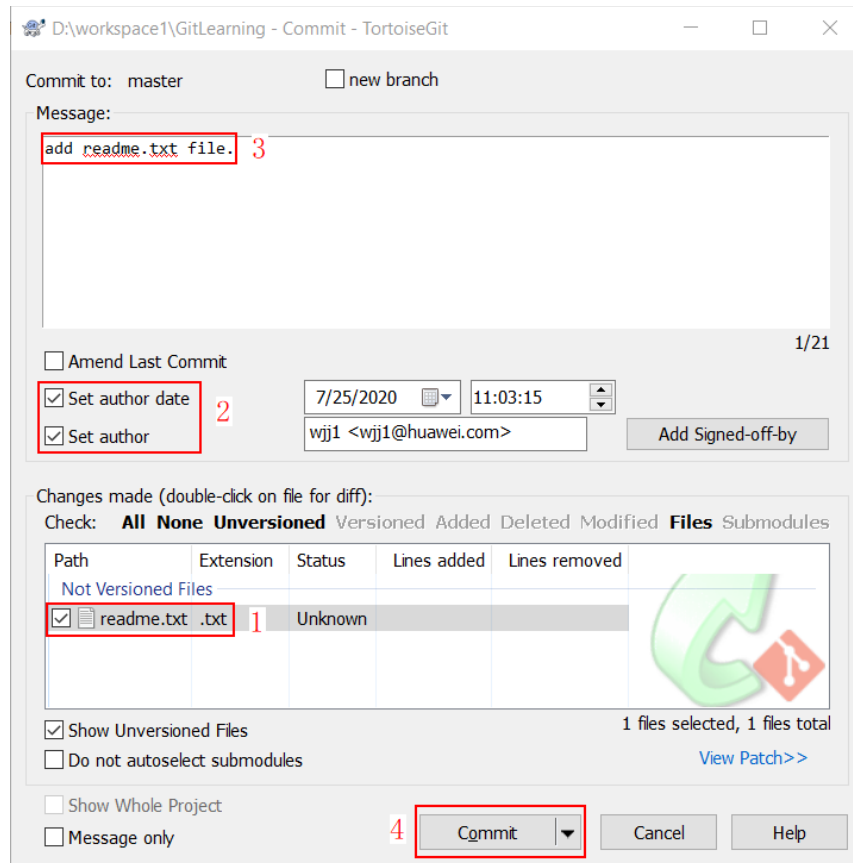 D:\workspace1\GitLearning - Commit - TortoiseGit
Commit to: master new branch
Message:
add readme.txt file. 3
1/21
Amend Last Commit
Set author date 7/25/2020 11:03:15
2
Set author wjj1 <wjj1@huawei.com> Add Signed-off-by
Changes made (double-click on file for diff):
Check: All None Unversioned Versioned Added Deleted Modified Files Submodules
Path Extension Status Lines added Lines removed
Not Versioned Files
readme.txt .txt 1 Unknown
Show Unversioned Files 1 files selected, 1 files total
Do not autoselect submodules View Patch>>
Show Whole Project
Message only 4 Commit Cancel Help